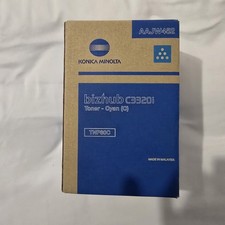 AAJW452
KONICA MINOLTA
bizhub C3320i
Toner - Cyan (C)
TNP80C
MADE IN MALAYSIA